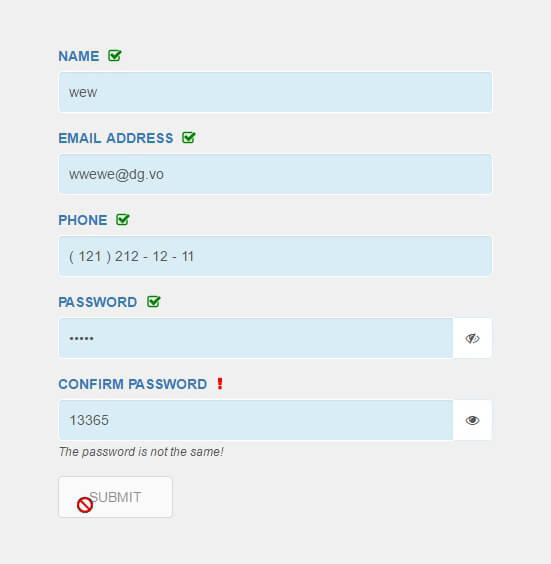 NAME
wew
EMAIL ADDRESS
wwewe@dg.vo
PHONE
( 121 ) 212 - 12 - 11
PASSWORD
•••••
CONFIRM PASSWORD !
13365
The password is not the same!
SUBMIT